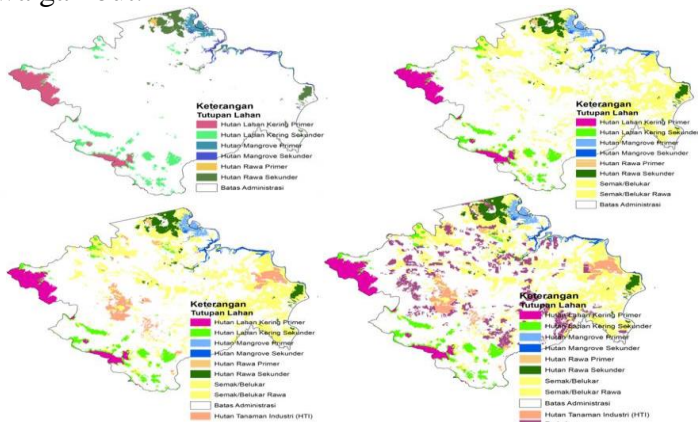 Keterangan
Tutupan Lahan
Hutan Lahan Kering Primer
Hutan Lahan Kering Sekunder
Hutan Mangrove Primer
Hutan Mangrove Sekunder
Hutan Rawa Primer
Hutan Rawa Sekunder
Batas Administrasi
Keterangan
Tutupan Lahan
Hutan Lahan Kering Primer
Hutan Lahan Kering Sekunder
Hutan Mangrove Primer
Hutan Mangrove Sekunder
Hutan Rawa Primer
Hutan Rawa Sekunder
Semak/Belukar
Semak/Belukar Rawa
Batas Administrasi
Keterangan
Tutupan Lahan
Hutan Lahan Kering Primer
Hutan Lahan Kering Sekunder
Hutan Mangrove Primer
Hutan Mangrove Sekunder
Hutan Rawa Primer
Hutan Rawa Sekunder
Semak/Belukar
Semak/Belukar Rawa
Batas Administrasi
Hutan Tanaman Industri (HTI)
Keterangan
Tutupan Lahan
Hutan Lahan Kering Primer
Hutan Lahan Kering Sekunder
Hutan Mangrove Primer
Hutan Mangrove Sekunder
Hutan Rawa Primer
Hutan Rawa Sekunder
Semak/Belukar
Semak/Belukar Rawa
Batas Administrasi
Hutan Tanaman Industri (HTI)